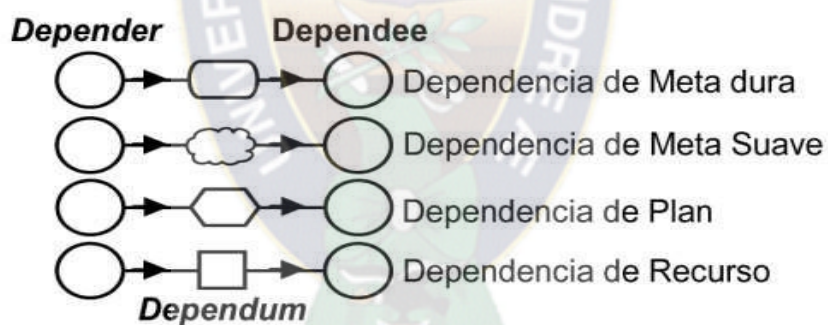 Depender Dependee
Dependencia de Meta dura
Dependencia de Meta Suave
Dependencia de Plan
Dependencia de Recurso
Dependum